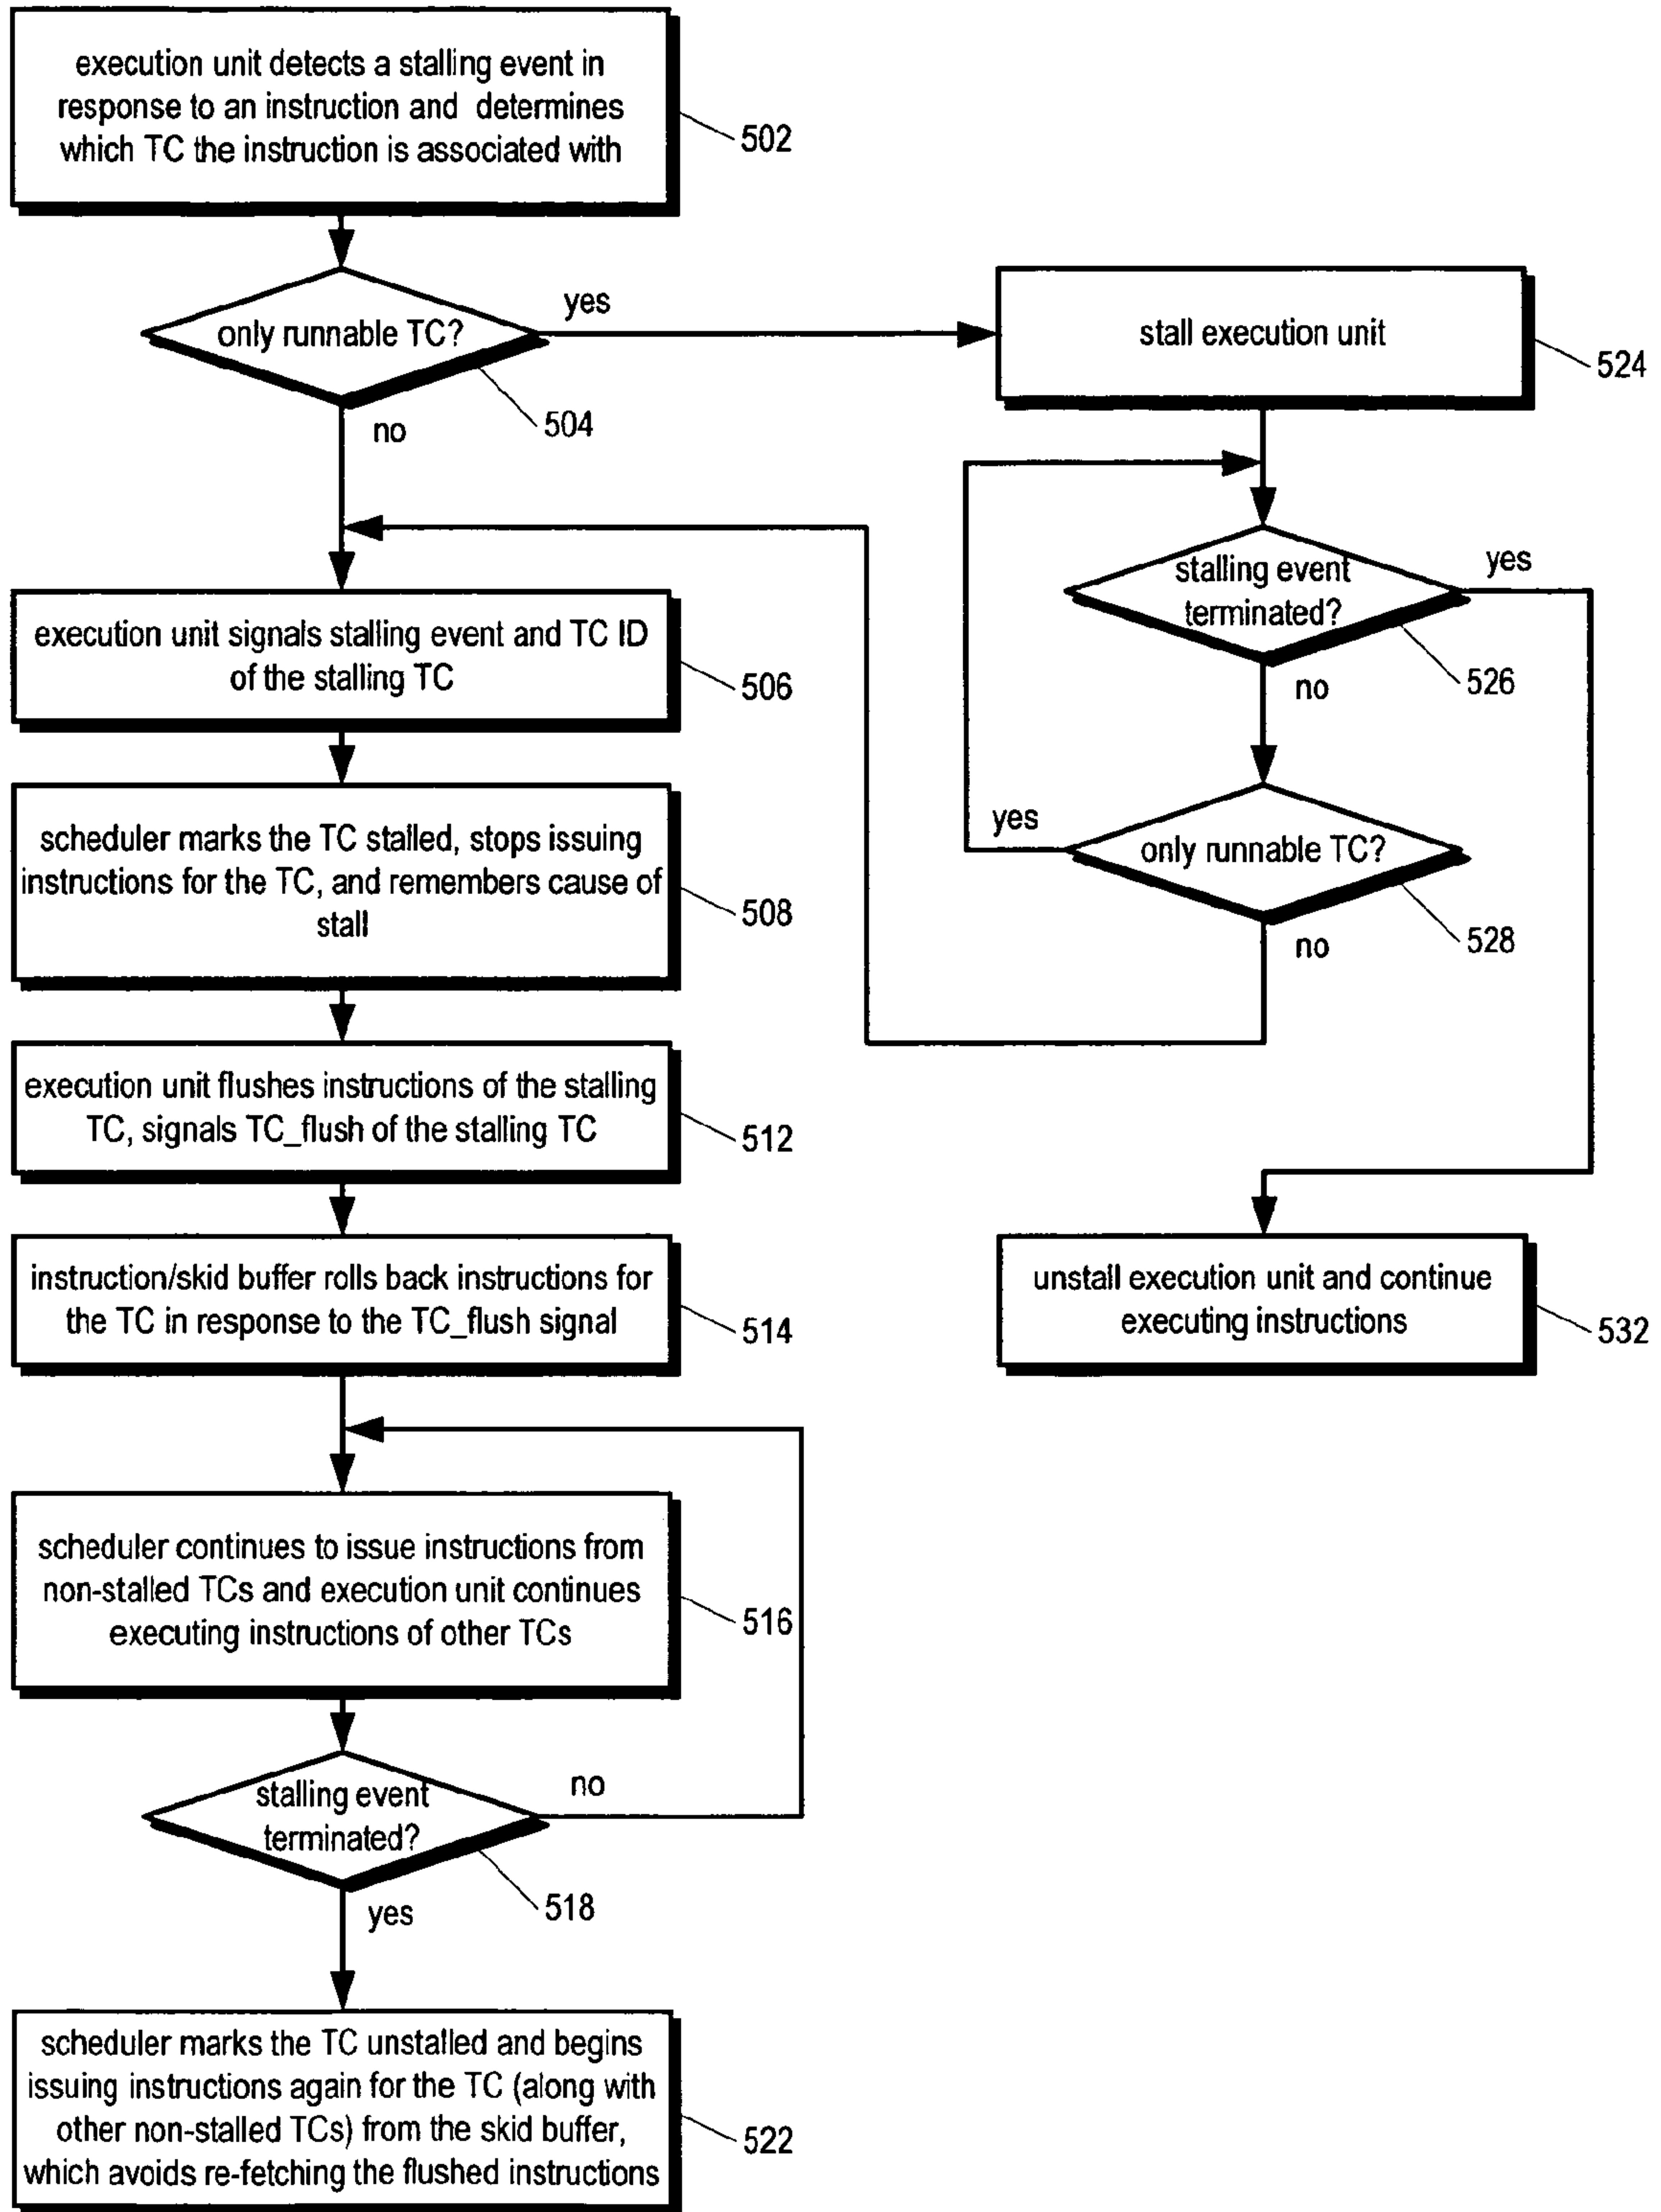 execution unit detects a stalling event in
response to an instruction and determines
which TC the instruction is associated with
502
only runnable TC?
yes
no
504
stall execution unit
524
execution unit signals stalling event and TC ID
of the stalling TC
506
stalling event
terminated?
yes
no
526
scheduler marks the TC stalled, stops issuing
instructions for the TC, and remembers cause of
stall
508
only runnable TC?
yes
no
528
execution unit flushes instructions of the stalling
TC, signals TC_flush of the stalling TC
512
instruction/skid buffer rolls back instructions for
the TC in response to the TC_flush signal
514
unstall execution unit and continue
executing instructions
532
scheduler continues to issue instructions from
non-stalled TCs and execution unit continues
executing instructions of other TCs
516
stalling event
terminated?
no
yes
518
scheduler marks the TC unstalled and begins
issuing instructions again for the TC (along with
other non-stalled TCs) from the skid buffer,
which avoids re-fetching the flushed instructions
522